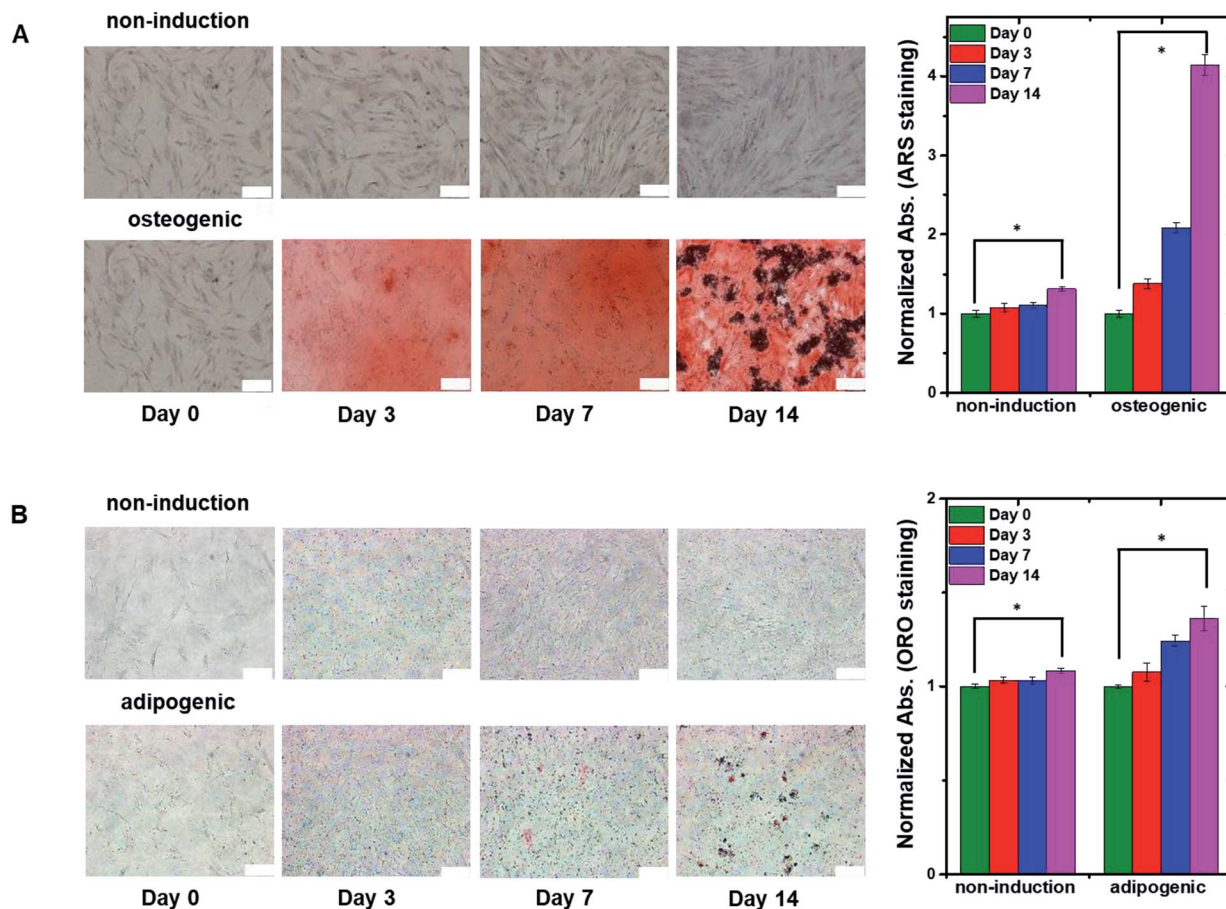 A
non-induction
osteogenic
Day 0 Day 3 Day 7 Day 14
Normalized Abs. (ARS staining)
Day 0
Day 3
Day 7
Day 14
*
*
4
2
1
0
non-induction osteogenic
B
non-induction
adipogenic
Day 0 Day 3 Day 7 Day 14
Normalized Abs. (ORO staining)
Day 0
Day 3
Day 7
Day 14
*
*
2
1
0
non-induction adipogenic